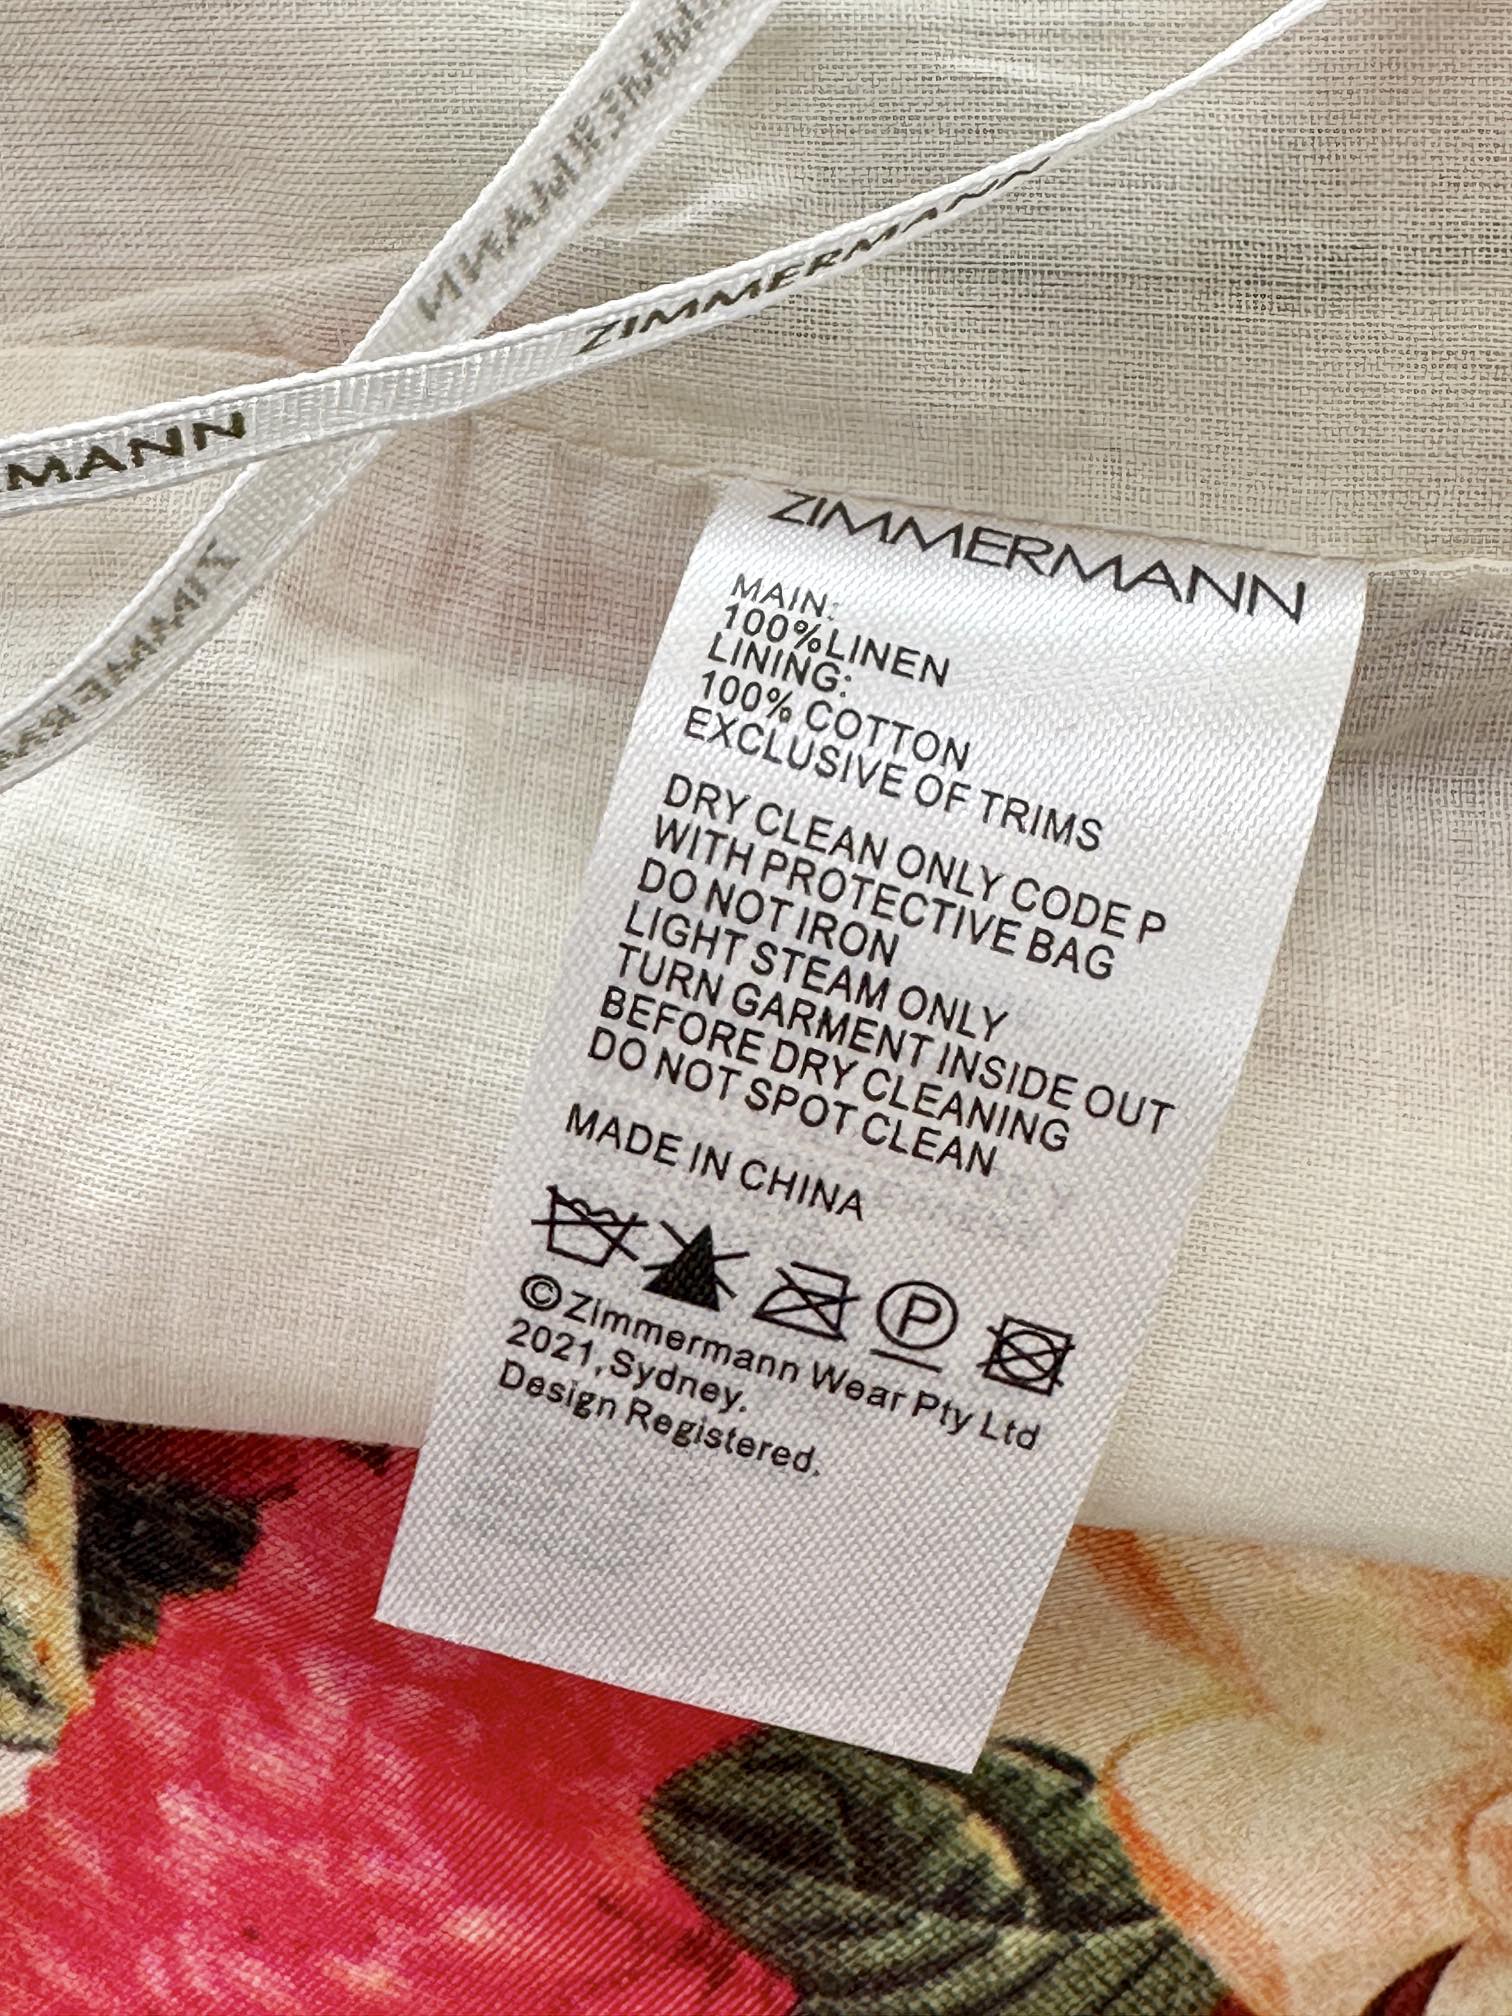 ZIMMERMANN
ZIMMERMANN
MANN
ZIMMER
ZIMMERMANN
MAIN:
100%LINEN
LINING:
100% COTTON
EXCLUSIVE OF TRIMS
DRY CLEAN ONLY CODE P
WITH PROTECTIVE BAG
DO NOT IRON
LIGHT STEAM ONLY
TURN GARMENT INSIDE OUT
BEFORE DRY CLEANING
DO NOT SPOT CLEAN
MADE IN CHINA
P
©Zimmermann Wear Pty Ltd
2021,Sydney.
Design Registered.